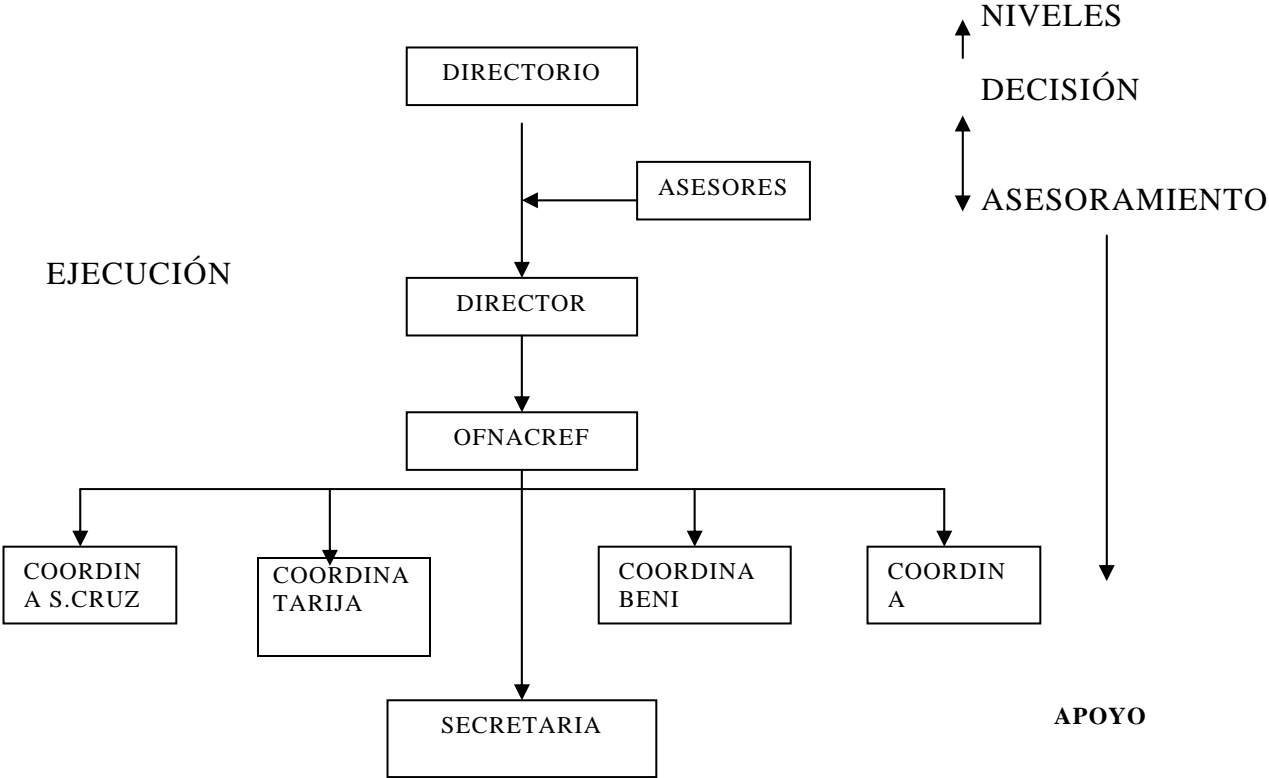 NIVELES
DIRECTORIO
DECISIÓN
ASESORES
ASESORAMIENTO
EJECUCIÓN
DIRECTOR
OFNACREF
COORDIN
A S.CRUZ
COORDINA
TARIJA
COORDINA
BENI
COORDIN
A
SECRETARIA
APOYO